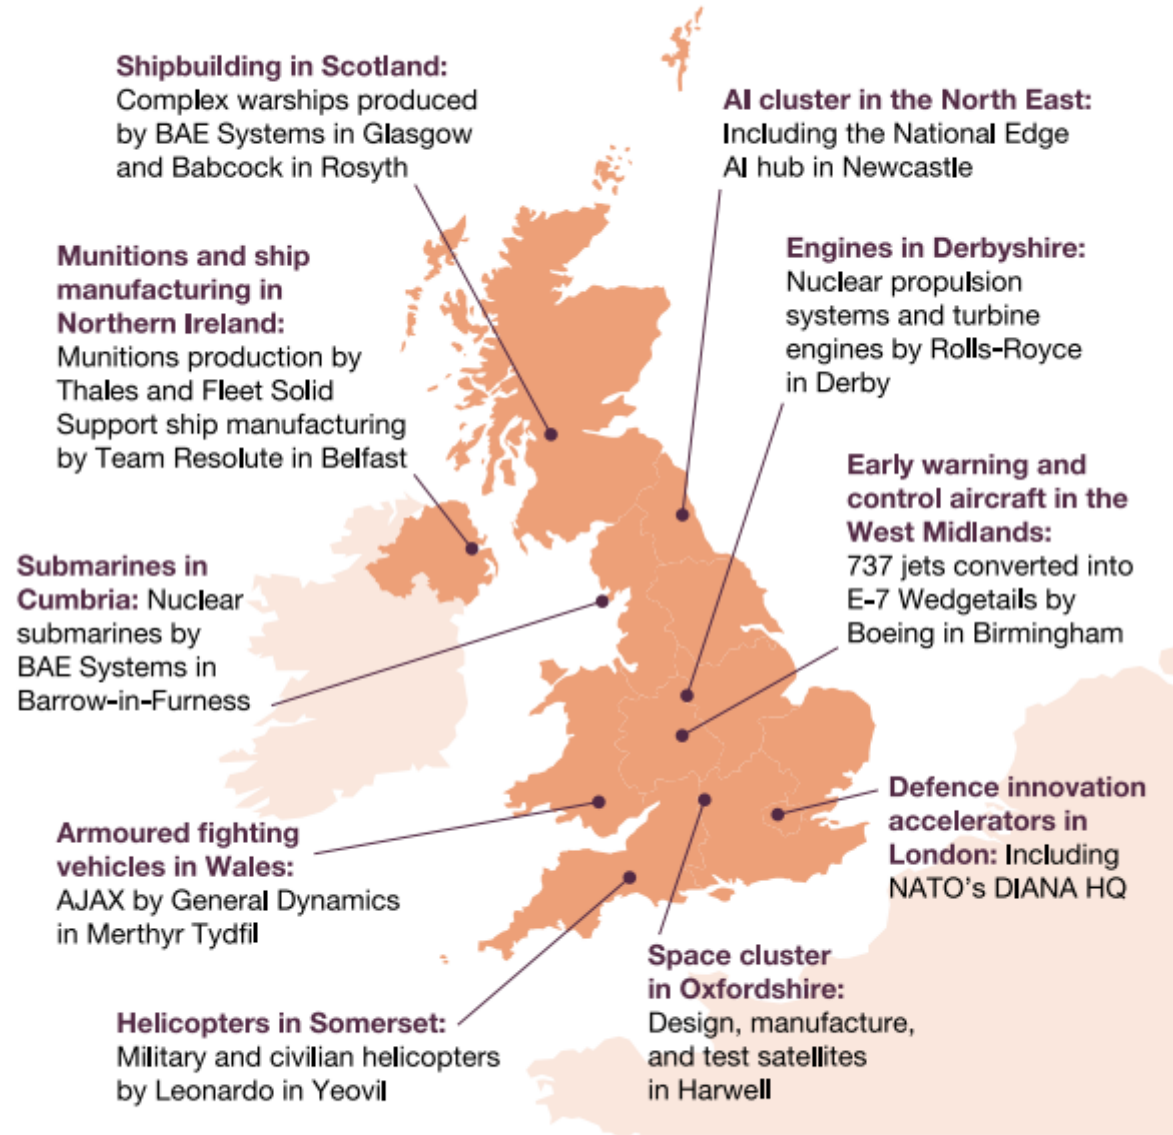 Shipbuilding in Scotland:
Complex warships produced
by BAE Systems in Glasgow
and Babcock in Rosyth
AI cluster in the North East:
Including the National Edge
AI hub in Newcastle
Munitions and ship
manufacturing in
Northern Ireland:
Munitions production by
Thales and Fleet Solid
Support ship manufacturing
by Team Resolute in Belfast
Engines in Derbyshire:
Nuclear propulsion
systems and turbine
engines by Rolls-Royce
in Derby
Early warning and
control aircraft in the
West Midlands:
737 jets converted into
E-7 Wedgetails by
Boeing in Birmingham
Submarines in
Cumbria: Nuclear
submarines by
BAE Systems in
Barrow-in-Furness
Defence innovation
accelerators in
London: Including
NATO’s DIANA HQ
Armoured fighting
vehicles in Wales:
AJAX by General Dynamics
in Merthyr Tydfil
Space cluster
in Oxfordshire:
Design, manufacture,
and test satellites
in Harwell
Helicopters in Somerset:
Military and civilian helicopters
by Leonardo in Yeovil